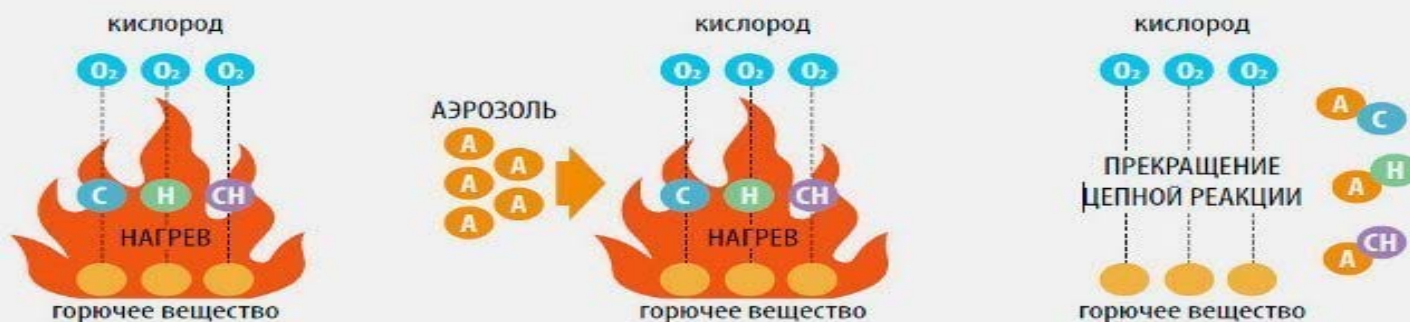 кислород
O₂ O₂ O₂
C H CH
НАГРЕВ
горючее вещество
АЭРОЗОЛЬ
A
A
A
A
A
кислород
O₂ O₂ O₂
C H CH
НАГРЕВ
горючее вещество
кислород
O₂ O₂ O₂
ПРЕКРАЩЕНИЕ
ЦЕПНОЙ РЕАКЦИИ
горючее вещество
A C
A H
A CH